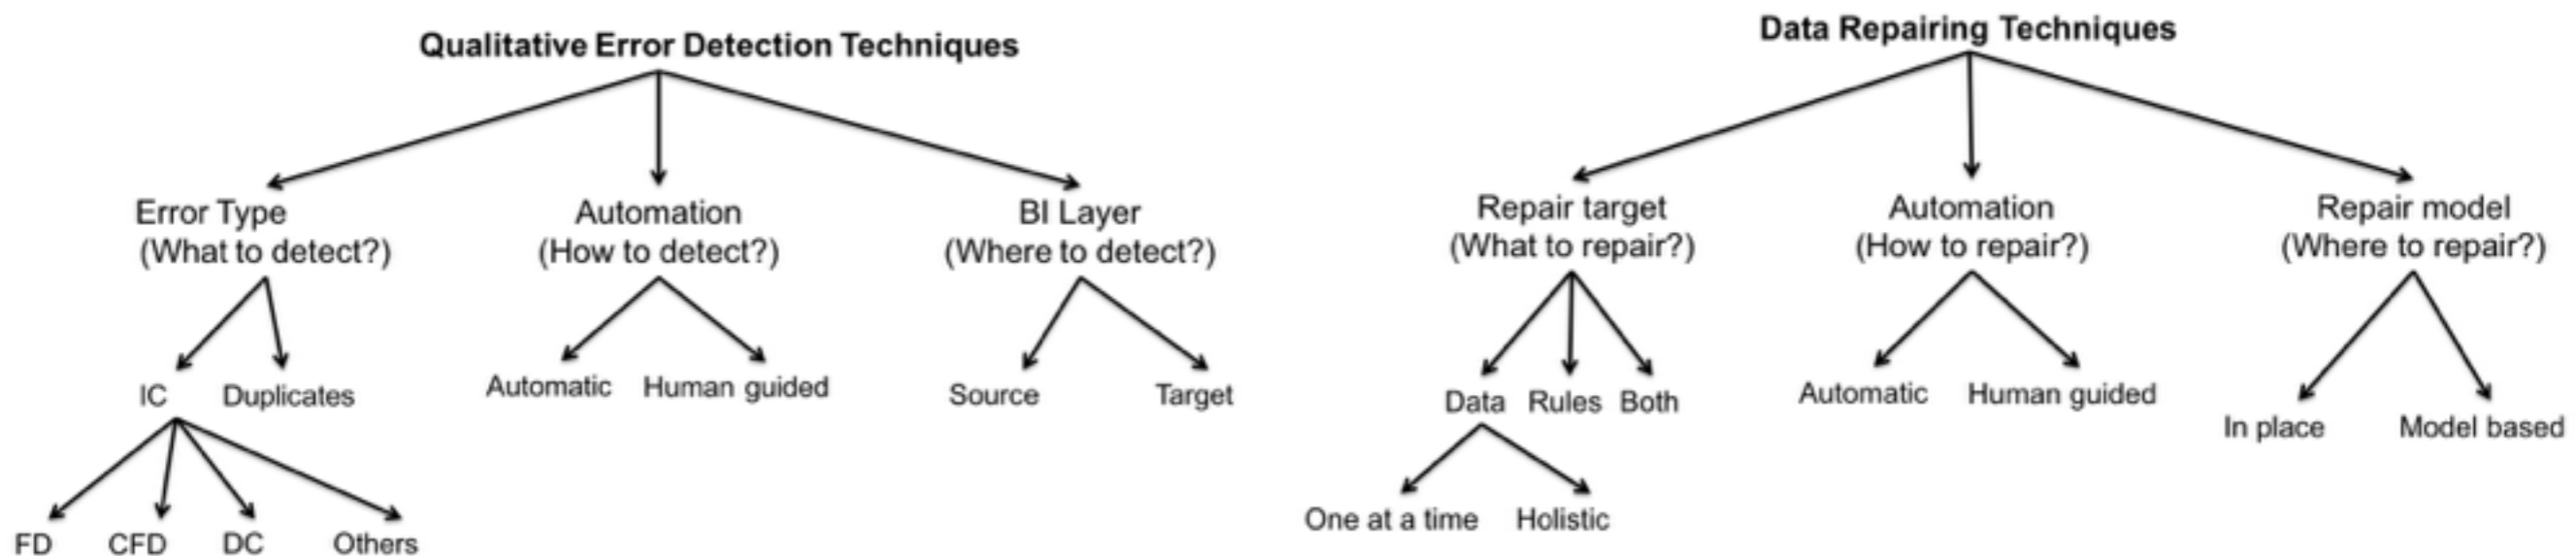 Qualitative Error Detection Techniques
Error Type
(What to detect?)
Automation
(How to detect?)
BI Layer
(Where to detect?)
IC
Duplicates
Automatic
Human guided
Source
Target
FD
CFD
DC
Others
Data Repairing Techniques
Repair target
(What to repair?)
Automation
(How to repair?)
Repair model
(Where to repair?)
Data
Rules
Both
Automatic
Human guided
In place
Model based
One at a time
Holistic